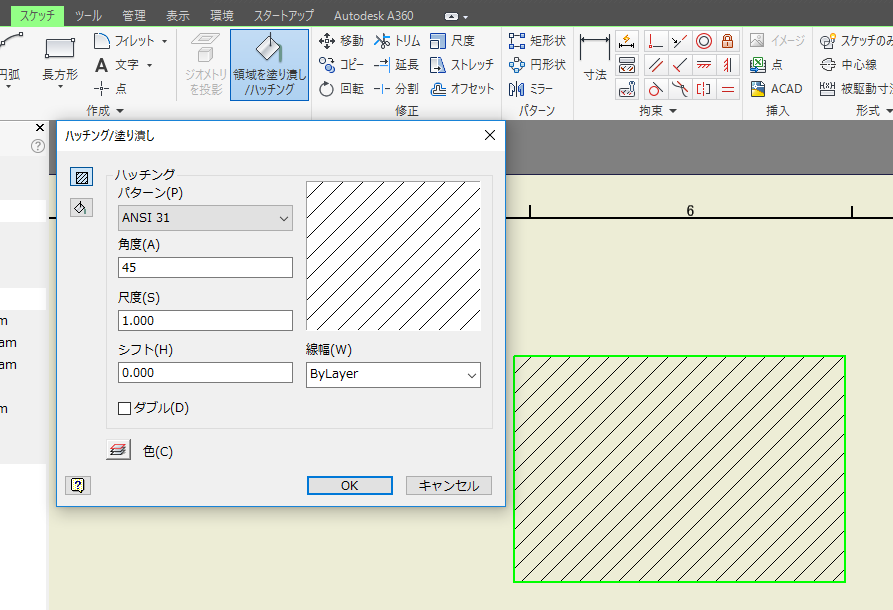 スケッチ ツール 管理 表示 環境 スタートアップ Autodesk A360
円弧
長方形
フィレット
文字
点
ジオメトリを投影
領域を塗り潰し/ハッチング
移動 トリム 尺度
コピー 延長 ストレッチ
回転 分割 オフセット
矩形状
円形状
ミラー
寸法
イメージ
点
ACAD
スケッチのみ
中心線
被駆動寸法
作成 修正 パターン 拘束 挿入 形式
ハッチング/塗り潰し
ハッチング
パターン(P)
ANSI 31
角度(A)
45
尺度(S)
1.000
シフト(H)
0.000
線幅(W)
ByLayer
ダブル(D)
色(C)
OK キャンセル
6
m
am
am
m